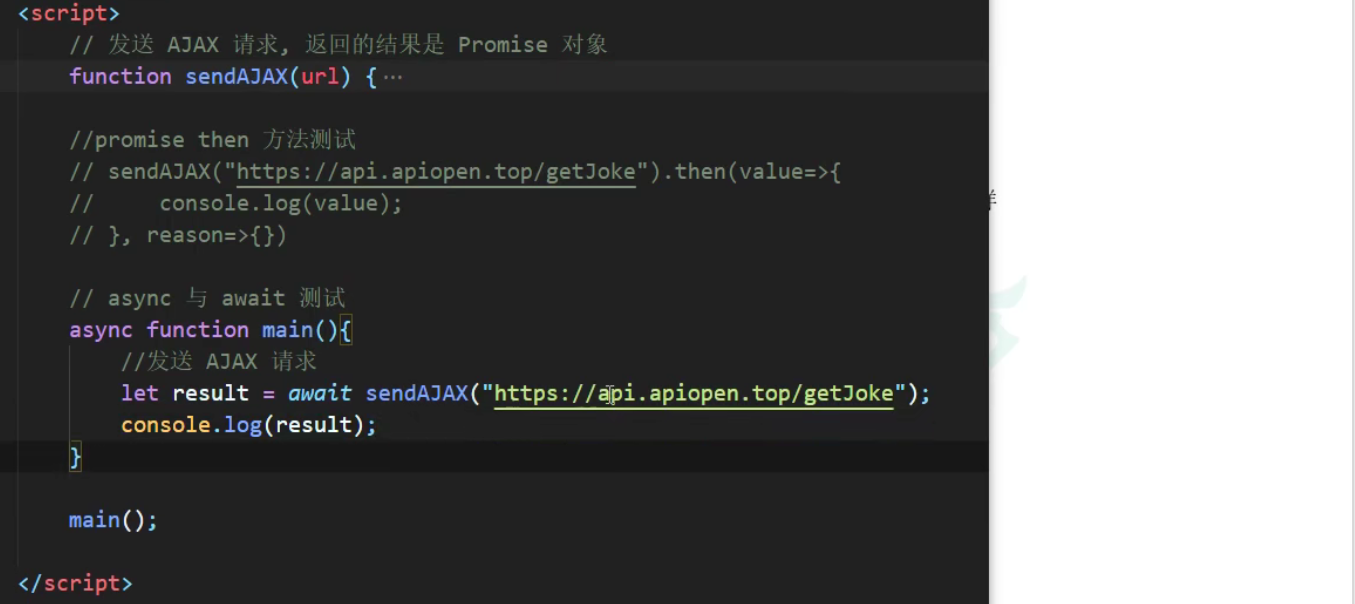 <script>
// 发送 AJAX 请求, 返回的结果是 Promise 对象
function sendAJAX(url) {…
//promise then 方法测试
// sendAJAX("https://api.apiopen.top/getJoke").then(value=>{
//     console.log(value);
// }, reason=>{})
// async 与 await 测试
async function main(){
//发送 AJAX 请求
let result = await sendAJAX("https://api.apiopen.top/getJoke");
console.log(result);
}
main();
</script>